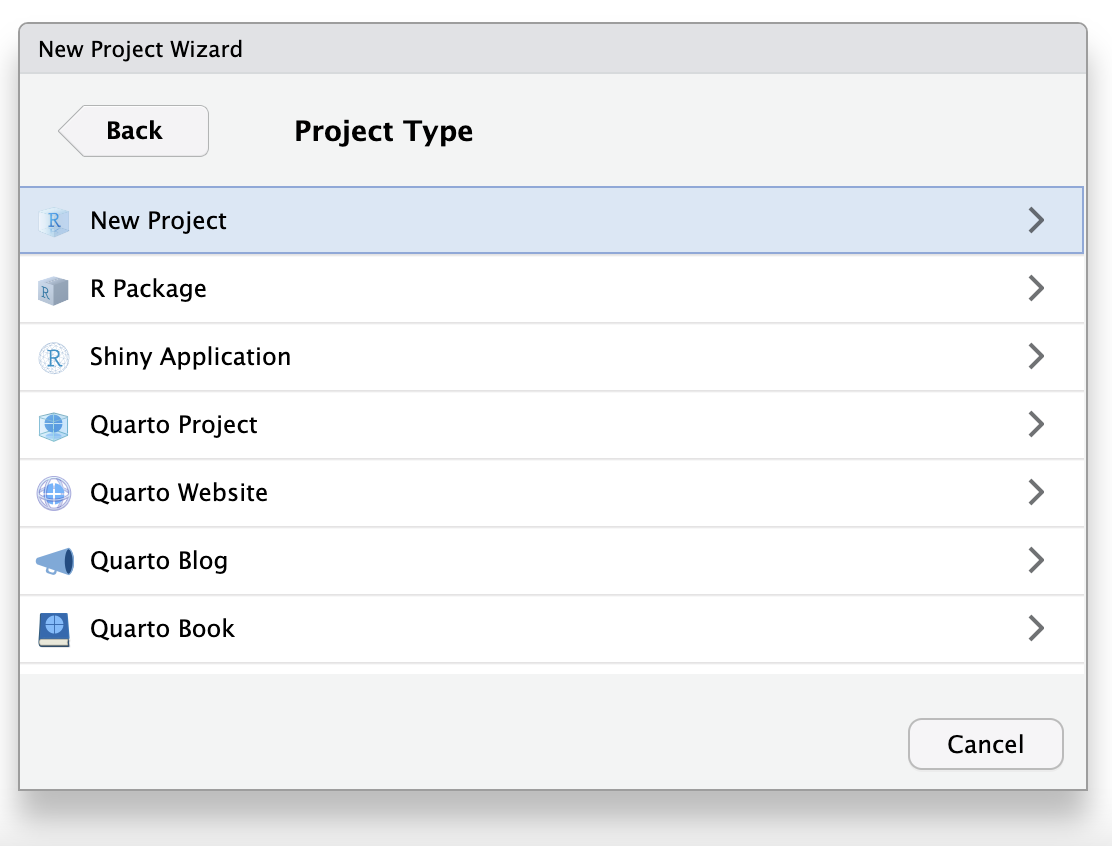 New Project Wizard
Back
Project Type
R New Project
R R Package
R Shiny Application
Quarto Project
Quarto Website
Quarto Blog
Quarto Book
Cancel